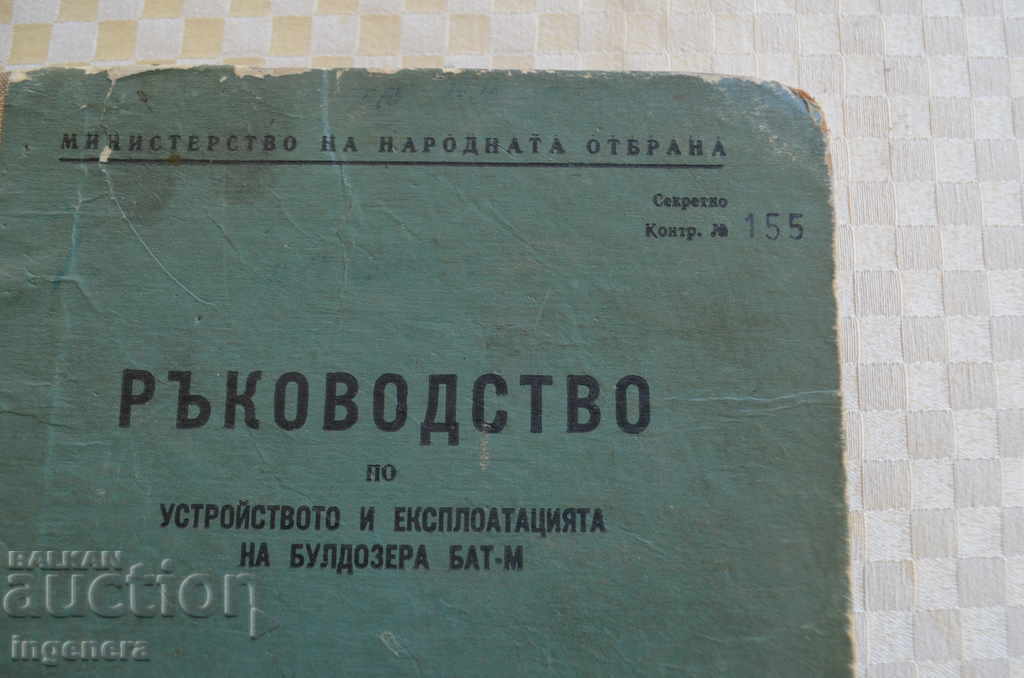 МИНИСТЕРСТВО НА НАРОДНАТА ОТБРАНА
Секретно
Контр. № 155
РЪКОВОДСТВО
ПО
УСТРОЙСТВОТО И ЕКСПЛОАТАЦИЯТА
НА БУЛДОЗЕРА БАТ-М
BALKAN
auction
ingenera